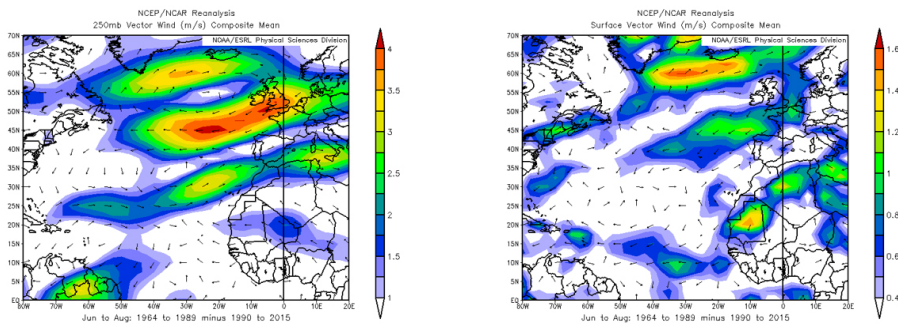 NCEP/NCAR Reanalysis
250mb Vector Wind (m/s) Composite Mean
NOAA/ESRL Physical Sciences Division
70N
65N
60N
55N
50N
45N
40N
35N
30N
25N
20N
15N
10N
5N
EQ
80W 70W 60W 50W 40W 30W 20W 10W 0 10E 20E
4
3.5
3
2.5
2
1.5
1
Jun to Aug: 1964 to 1989 minus 1990 to 2015
NCEP/NCAR Reanalysis
Surface Vector Wind (m/s) Composite Mean
NOAA/ESRL Physical Sciences Division
70N
65N
60N
55N
50N
45N
40N
35N
30N
25N
20N
15N
10N
5N
EQ
80W 70W 60W 50W 40W 30W 20W 10W 0 10E 20E
1.6
1.4
1.2
1
0.8
0.6
0.4
Jun to Aug: 1964 to 1989 minus 1990 to 2015